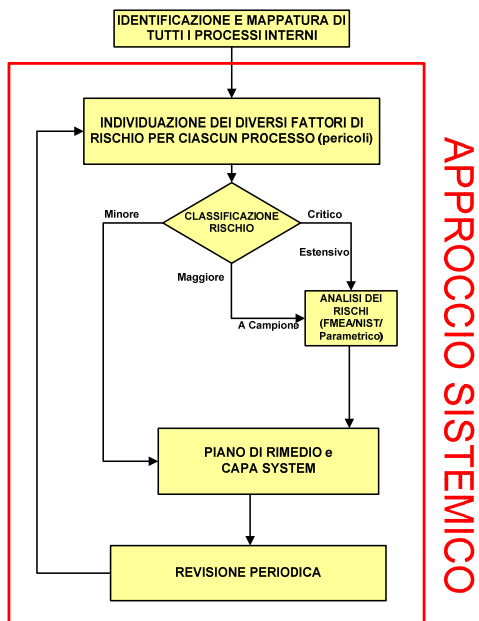 IDENTIFICAZIONE E MAPPATURA DI
TUTTI I PROCESSI INTERNI
INDIVIDUAZIONE DEI DIVERSI FATTORI DI
RISCHIO PER CIASCUN PROCESSO (pericoli)
CLASSIFICAZIONE
RISCHIO
Minore
Critico
Estensivo
Maggiore
A Campione
ANALISI DEI
RISCHI
(FMEA/NIST/
Parametrico)
PIANO DI RIMEDIO e
CAPA SYSTEM
REVISIONE PERIODICA
APPROCCIO SISTEMICO